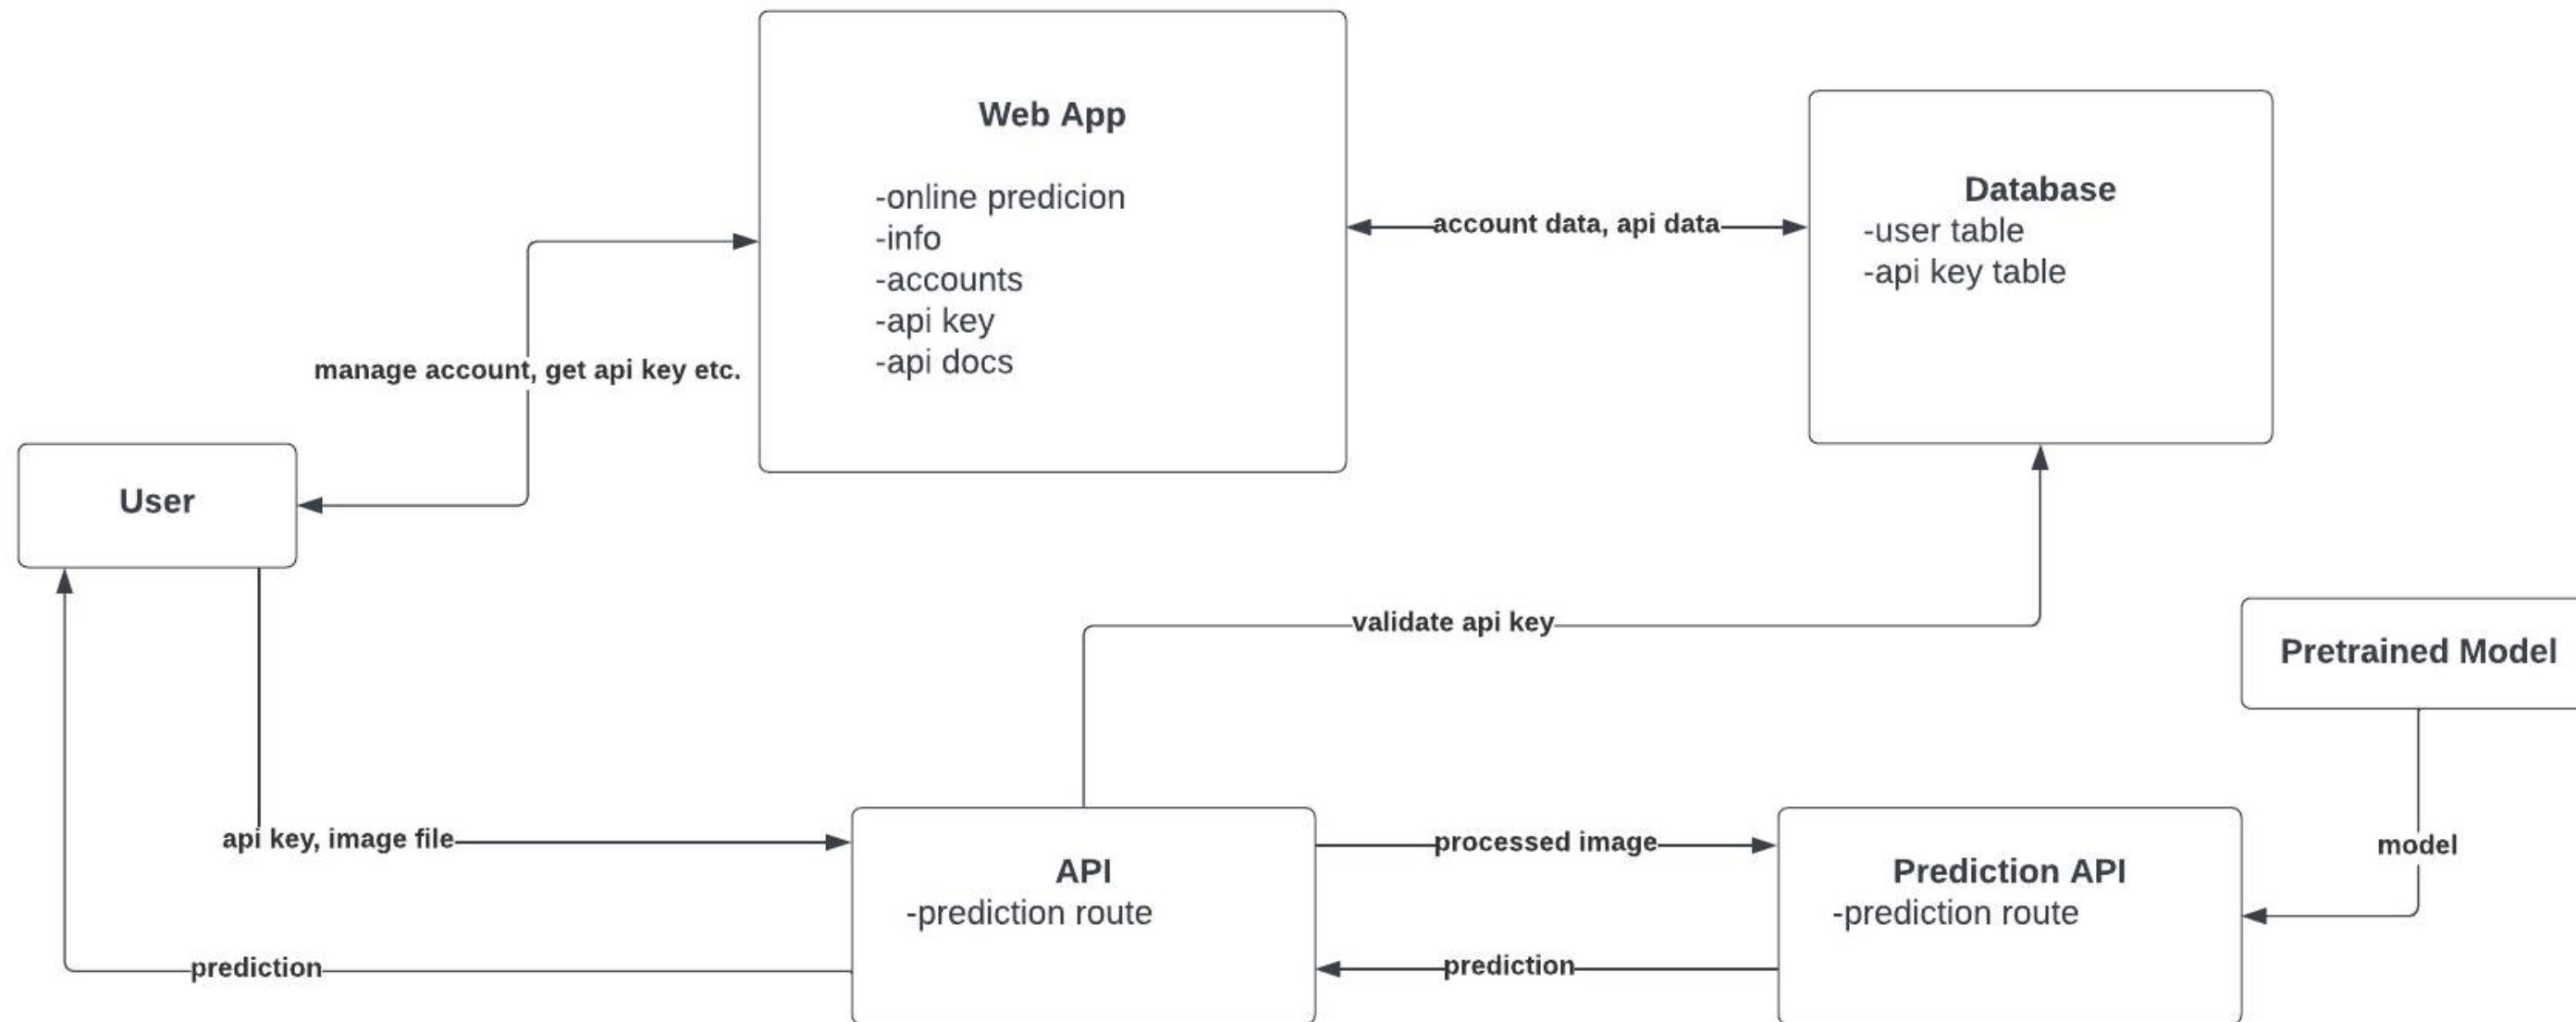 Web App
-online predicion
-info
-accounts
-api key
-api docs
account data, api data
Database
-user table
-api key table
manage account, get api key etc.
User
validate api key
Pretrained Model
api key, image file
API
-prediction route
processed image
Prediction API
-prediction route
model
prediction
prediction